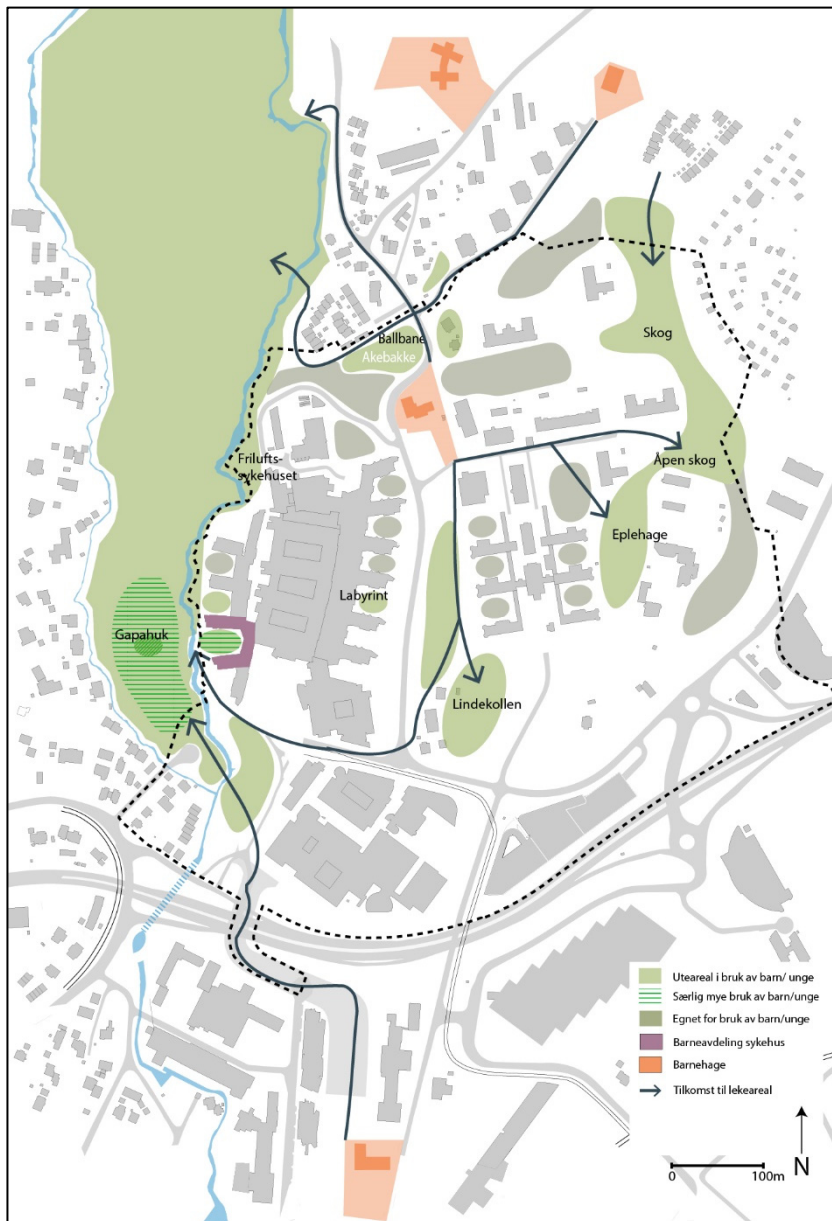 Ballbane
Akebakke
Skog
Frilufts-
sykehuset
Åpen skog
Eplehage
Labyrint
Gapahuk
Lindekollen
Uteareal i bruk av barn/ unge
Særlig mye bruk av barn/unge
Egnet for bruk av barn/unge
Barneavdeling sykehus
Barnehage
Tilkomst til lekeareal
0 100m N